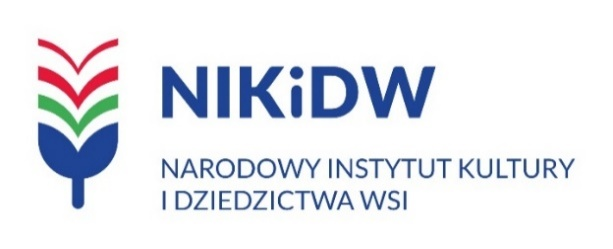 NIKiDW
NARODOWY INSTYTUT KULTURY
I DZIEDZICTWA WSI